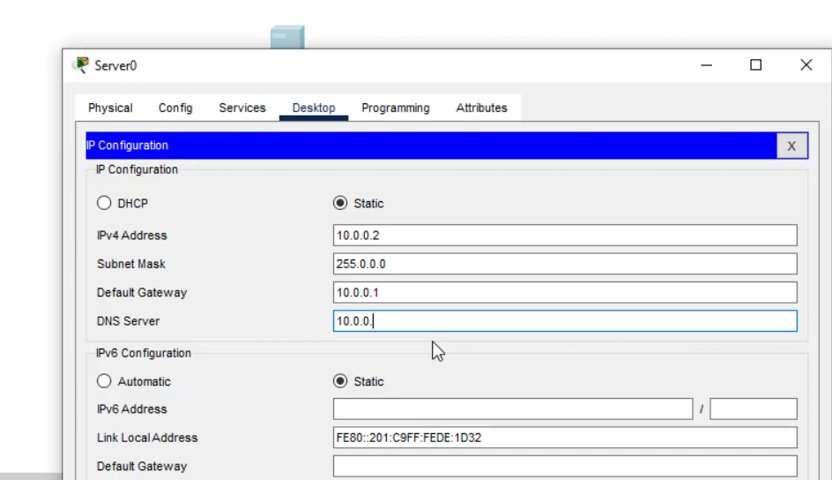 Server0
Physical Config Services Desktop Programming Attributes
IP Configuration X
IP Configuration
DHCP Static
IPv4 Address 10.0.0.2
Subnet Mask 255.0.0.0
Default Gateway 10.0.0.1
DNS Server 10.0.0.
IPv6 Configuration
Automatic Static
IPv6 Address /
Link Local Address FE80::201:C9FF:FEDE:1D32
Default Gateway